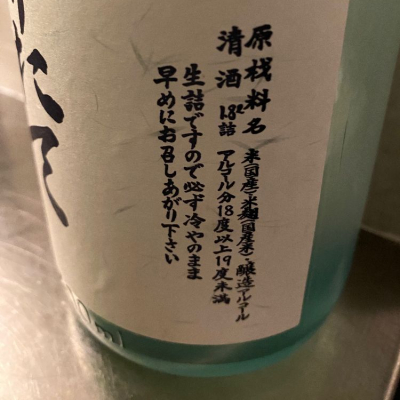 原材料名 米(国産)・米麹(国産米)・醸造アルコール
清酒 1.8ℓ詰 アルコール分18度以上19度未満
生詰ですので必ず冷やのまま
早めにお召しあがり下さい
にて